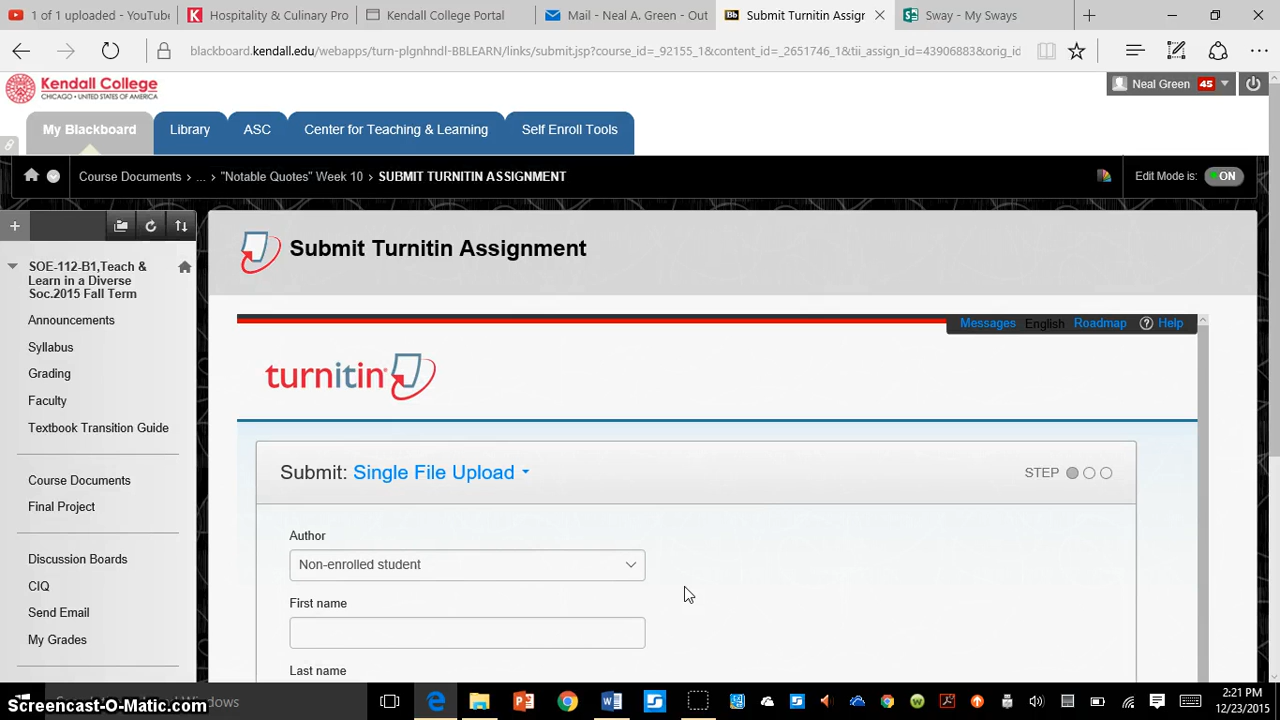 01 of 1 completed - YouTube
Hospitality & Culinary Pro
Kendall College Portal
Mail - Neal A. Green - Out
Bb Submit Turnitin Assign
Sway - My Sways
blackboard.kendall.edu/webapps/turn-plgnhndl-BBLEARN/links/submit.jsp?course_id=_92155_1&content_id=_2651746_1&tii_assign_id=43906883&orig_id
Kendall College
CHICAGO · UNITED STATES OF AMERICA
Neal Green 45
My Blackboard
Library
ASC
Center for Teaching & Learning
Self Enroll Tools
Course Documents > ... > "Notable Quotes" Week 10 > SUBMIT TURNITIN ASSIGNMENT
Edit Mode is: ON
Submit Turnitin Assignment
SOE-112-B1,Teach &
Learn in a Diverse
Soc.2015 Fall Term
Announcements
Syllabus
Grading
Faculty
Textbook Transition Guide
Course Documents
Final Project
Discussion Boards
CIQ
Send Email
My Grades
Messages English Roadmap ? Help
turnitin
Submit: Single File Upload
STEP
Author
Non-enrolled student
First name
Last name
Windows
Screencast-O-Matic.com
2:21 PM
12/23/2015